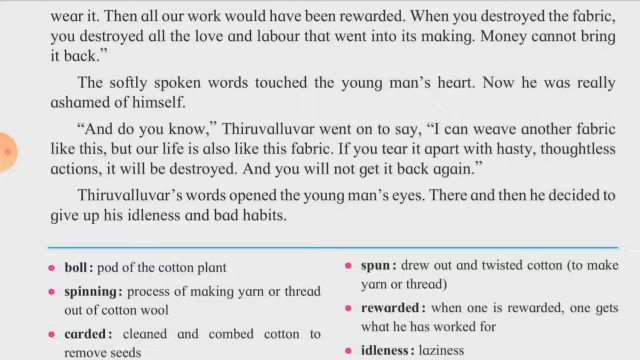 wear it. Then all our work would have been rewarded. When you destroyed the fabric,
you destroyed all the love and labour that went into its making. Money cannot bring
it back.”
The softly spoken words touched the young man’s heart. Now he was really
ashamed of himself.
“And do you know,” Thiruvalluvar went on to say, “I can weave another fabric
like this, but our life is also like this fabric. If you tear it apart with hasty, thoughtless
actions, it will be destroyed. And you will not get it back again.”
Thiruvalluvar’s words opened the young man’s eyes. There and then he decided to
give up his idleness and bad habits.
boll : pod of the cotton plant
spinning : process of making yarn or thread
out of cotton wool
carded : cleaned and combed cotton to
remove seeds
spun : drew out and twisted cotton (to make
yarn or thread)
rewarded : when one is rewarded, one gets
what he has worked for
idleness : laziness